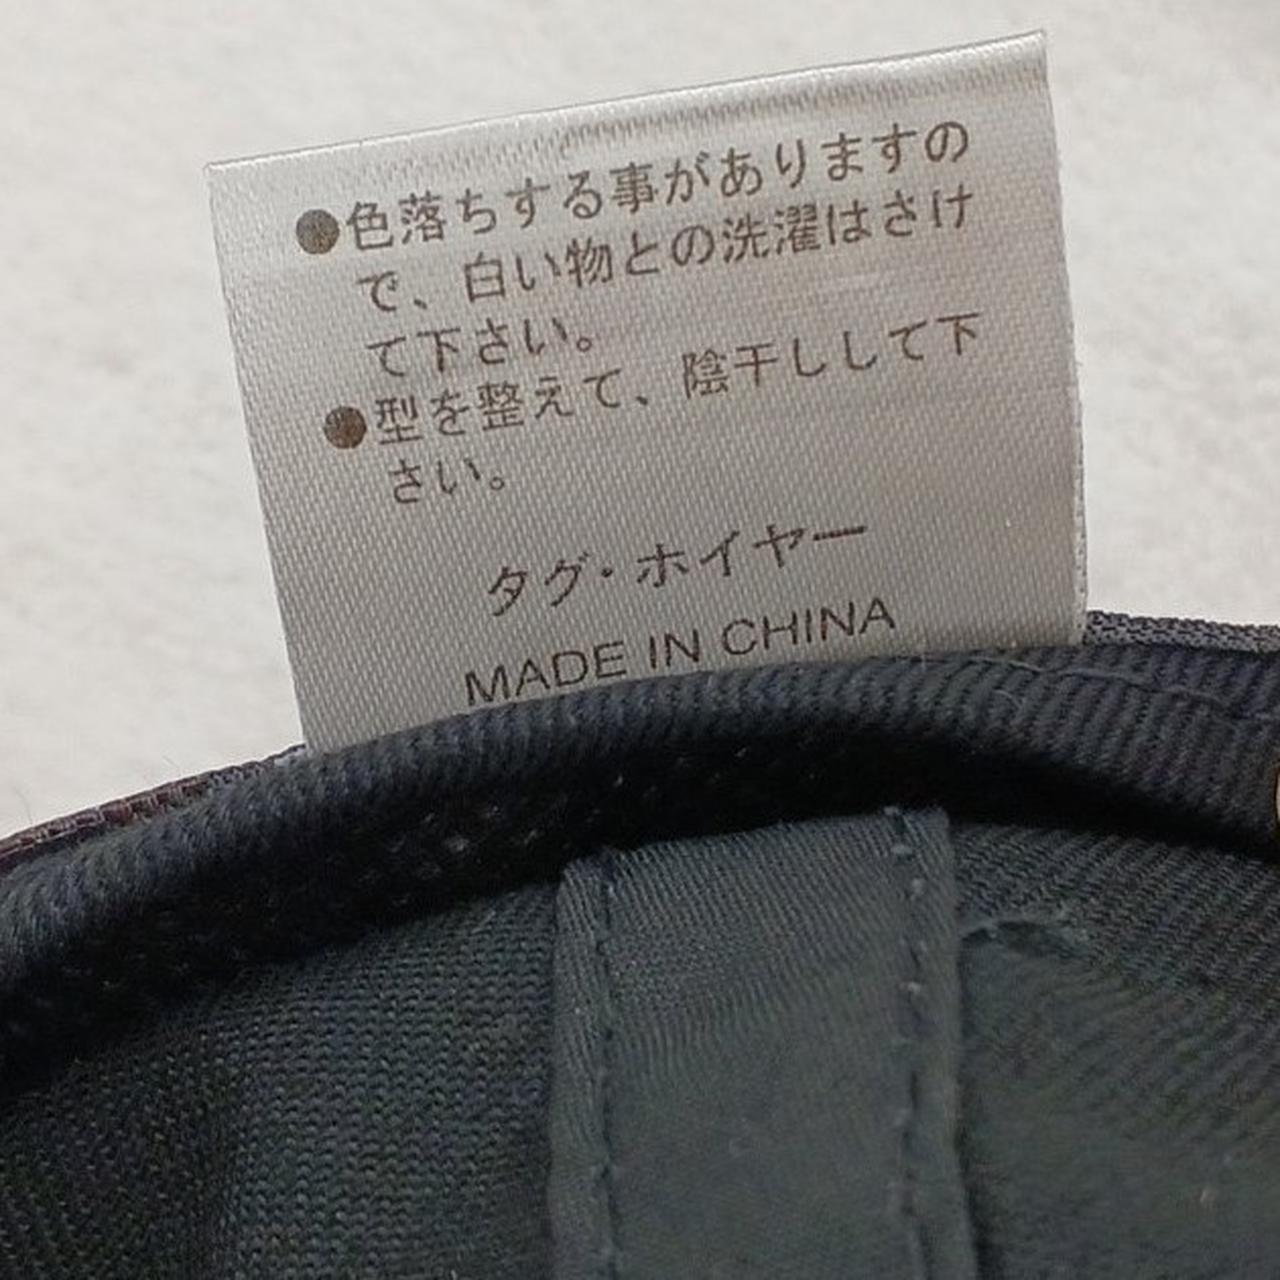 ●色落ちする事がありますの
で、白い物との洗濯はさけ
て下さい。
●型を整えて、陰干しして下
さい。
タグ・ホイヤー
MADE IN CHINA